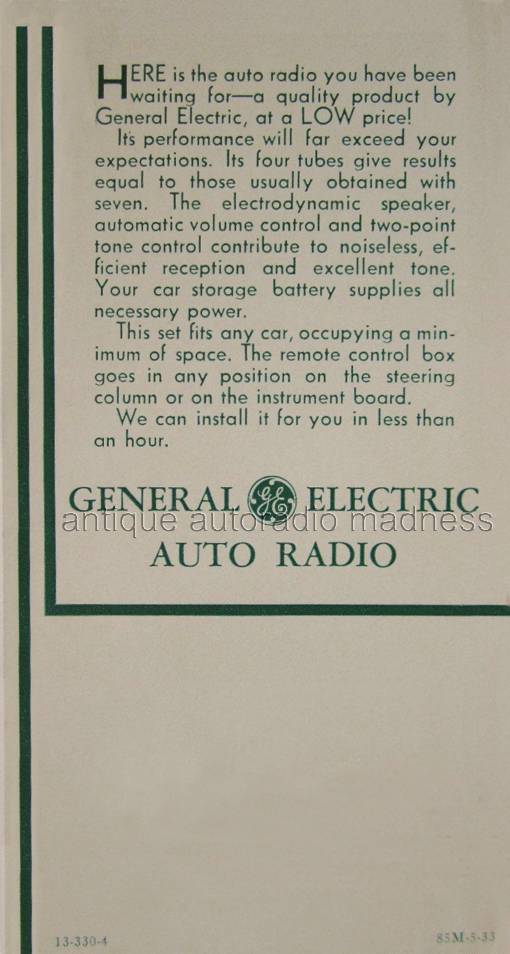 HERE is the auto radio you have been
waiting for—a quality product by
General Electric, at a LOW price!
It's performance will far exceed your
expectations. Its four tubes give results
equal to those usually obtained with
seven. The electrodynamic speaker,
automatic volume control and two-point
tone control contribute to noiseless, ef-
ficient reception and excellent tone.
Your car storage battery supplies all
necessary power.
This set fits any car, occupying a min-
imum of space. The remote control box
goes in any position on the steering
column or on the instrument board.
We can install it for you in less than
an hour.
GENERAL GE ELECTRIC
antique autoradio madness
AUTO RADIO
13-330-4
85M-5-33